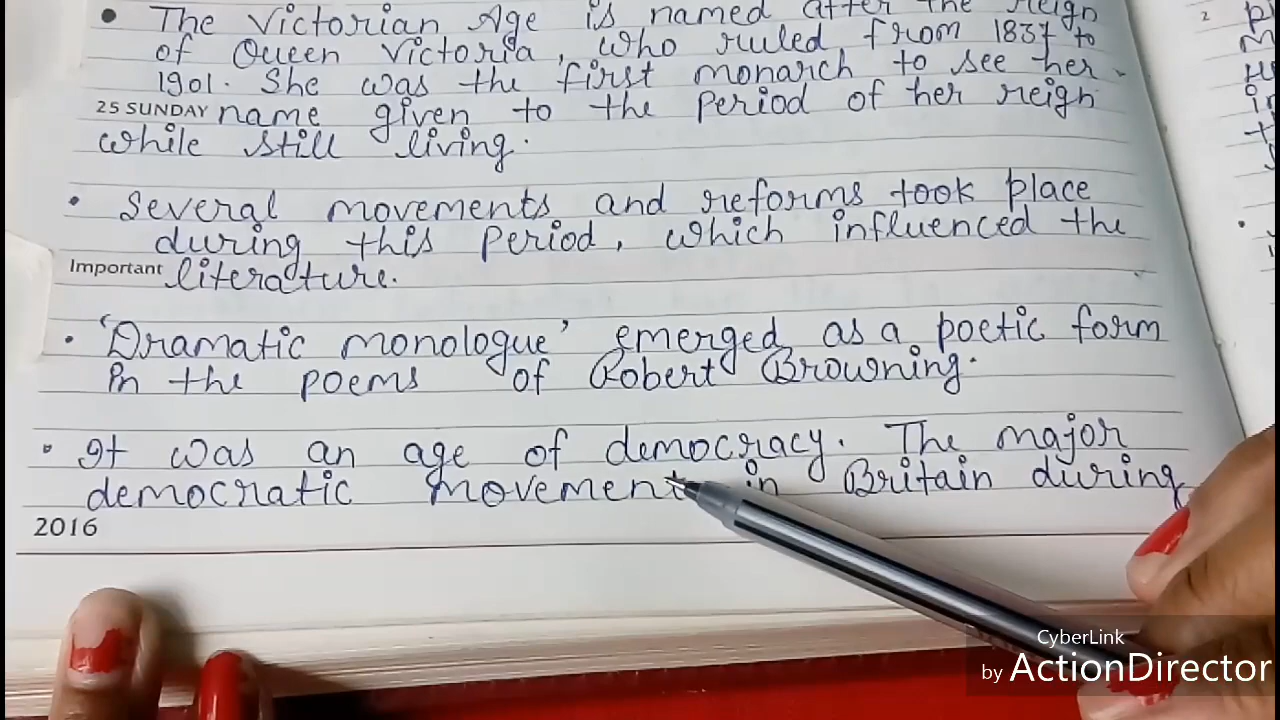 • The Victorian Age is named after the reign
of Queen Victoria, who ruled from 1837 to
1901. She was the first monarch to see her
25 SUNDAY name given to the period of her reign
while still living.
• Several movements and reforms took place
during this period, which influenced the
Important literature.
• 'Dramatic monologue' emerged as a poetic form
in the poems of Robert Browning.
• It was an age of democracy. The major
democratic movement in Britain during
2016
2
CyberLink
by ActionDirector